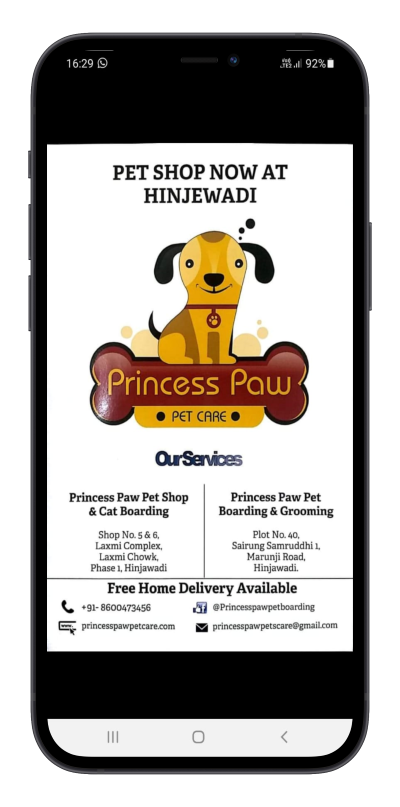 16:29
92%
PET SHOP NOW AT
HINJEWADI
Princess Paw
PET CARE
OurServices
Princess Paw Pet Shop
& Cat Boarding
Shop No. 5 & 6,
Laxmi Complex,
Laxmi Chowk,
Phase 1, Hinjawadi
Princess Paw Pet
Boarding & Grooming
Plot No. 40,
Sairung Samruddhi 1,
Marunji Road,
Hinjawadi.
Free Home Delivery Available
+91- 8600473456
@Princesspawpetboarding
www.
princesspawpetcare.com
princesspawpetscare@gmail.com